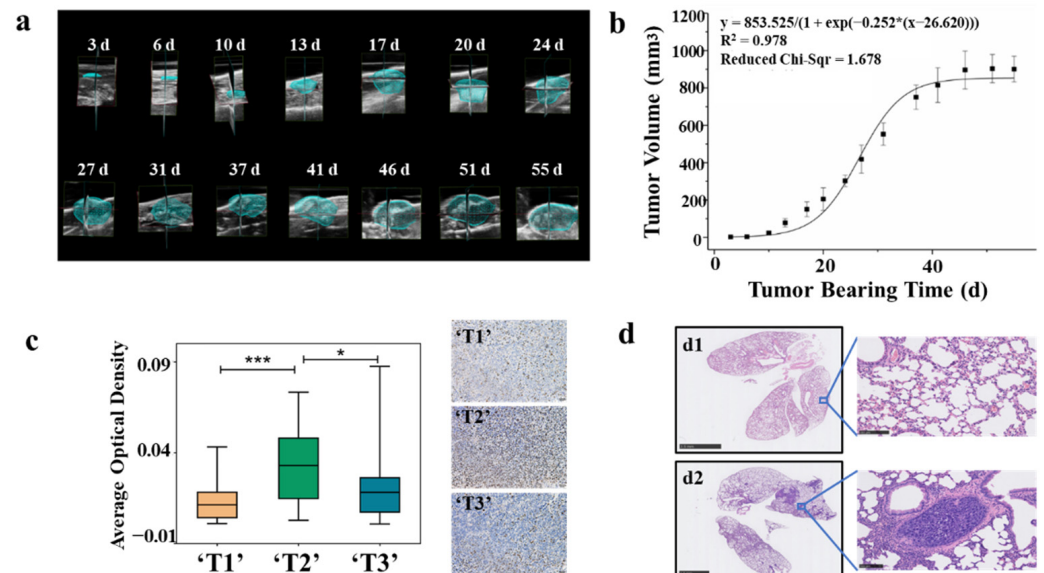 a
3 d 6 d 10 d 13 d 17 d 20 d 24 d
27 d 31 d 37 d 41 d 46 d 51 d 55 d
b
Tumor Volume (mm³)
1200
1000
800
600
400
200
0
y = 853.525/(1 + exp(−0.252*(x−26.620)))
R² = 0.978
Reduced Chi-Sqr = 1.678
0 20 40
Tumor Bearing Time (d)
c
Average Optical Density
0.09
0.04
−0.01
*** *
‘T1’ ‘T2’ ‘T3’
‘T1’
‘T2’
‘T3’
d
d1
d2